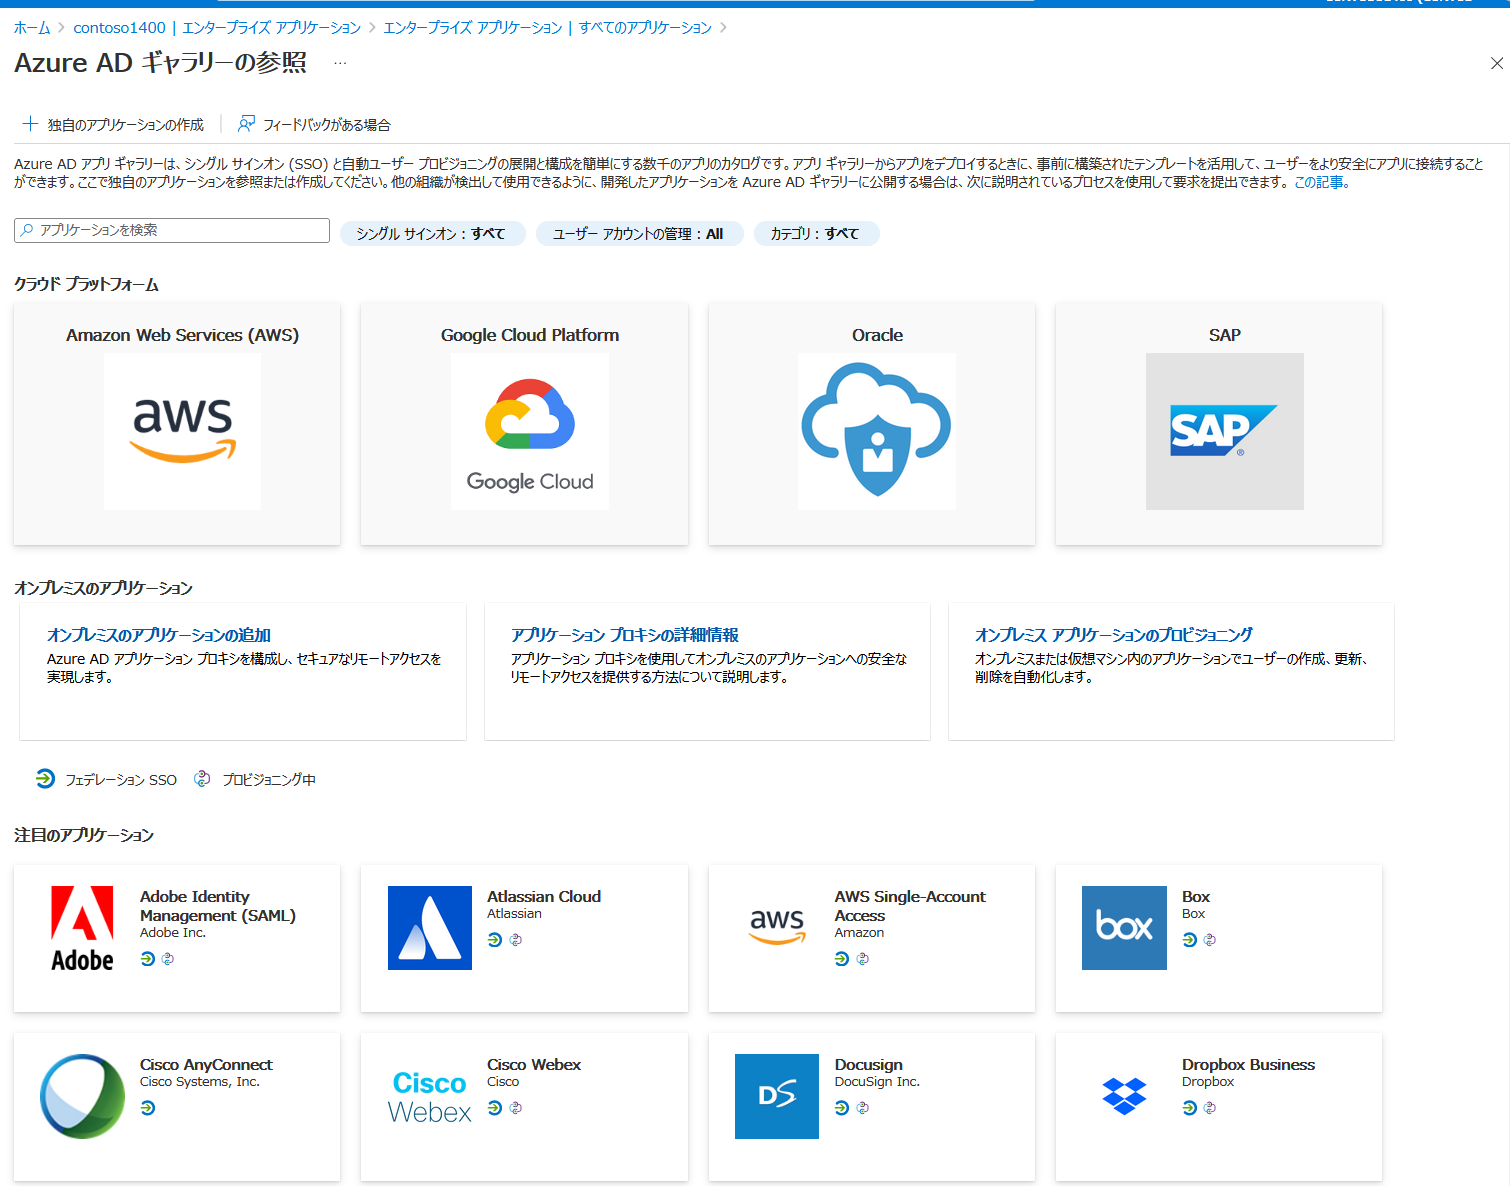 ホーム > contoso1400 | エンタープライズ アプリケーション > エンタープライズ アプリケーション | すべてのアプリケーション >
Azure AD ギャラリーの参照 …
独自のアプリケーションの作成 フィードバックがある場合
Azure AD アプリ ギャラリーは、シングル サインオン (SSO) と自動ユーザー プロビジョニングの展開と構成を簡単にする数千のアプリのカタログです。アプリ ギャラリーからアプリをデプロイするときに、事前に構築されたテンプレートを活用して、ユーザーをより安全にアプリに接続すること
ができます。ここで独自のアプリケーションを参照または作成してください。他の組織が検出して使用できるように、開発したアプリケーションを Azure AD ギャラリーに公開する場合は、次に説明されているプロセスを使用して要求を提出できます。この記事。
アプリケーションを検索 シングル サインオン : すべて ユーザー アカウントの管理 : All カテゴリ : すべて
クラウド プラットフォーム
Amazon Web Services (AWS) Google Cloud Platform Oracle SAP
aws
Google Cloud
SAP
®
オンプレミスのアプリケーション
オンプレミスのアプリケーションの追加
Azure AD アプリケーション プロキシを構成し、セキュアなリモートアクセスを
実現します。
アプリケーション プロキシの詳細情報
アプリケーション プロキシを使用してオンプレミスのアプリケーションへの安全な
リモートアクセスを提供する方法について説明します。
オンプレミス アプリケーションのプロビジョニング
オンプレミスまたは仮想マシン内のアプリケーションでユーザーの作成、更新、
削除を自動化します。
フェデレーション SSO プロビジョニング中
注目のアプリケーション
Adobe
Adobe Identity
Management (SAML)
Adobe Inc.
Atlassian Cloud
Atlassian
aws
AWS Single-Account
Access
Amazon
box
Box
Box
Cisco AnyConnect
Cisco Systems, Inc.
Cisco
Webex
Cisco Webex
Cisco
DS
Docusign
DocuSign Inc.
Dropbox Business
Dropbox